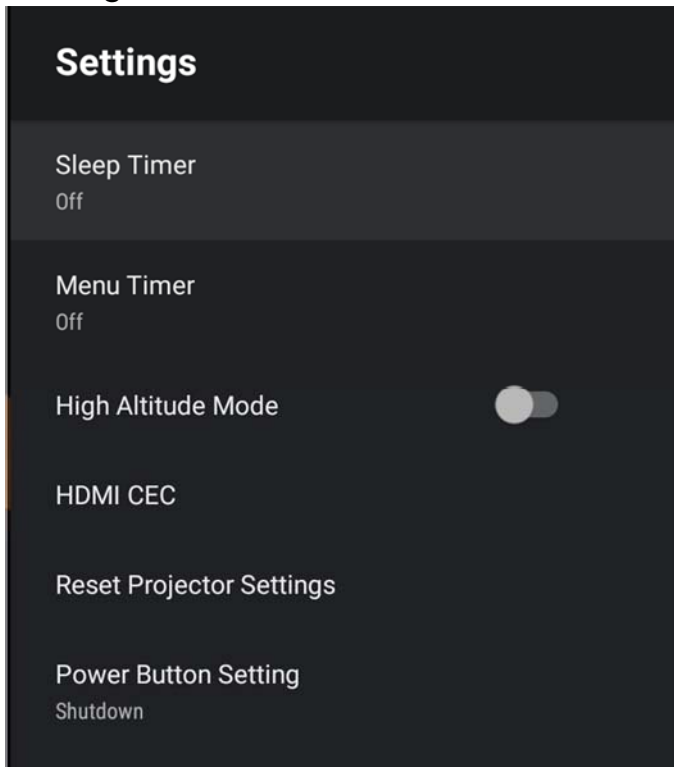 Settings
Sleep Timer
Off
Menu Timer
Off
High Altitude Mode
HDMI CEC
Reset Projector Settings
Power Button Setting
Shutdown